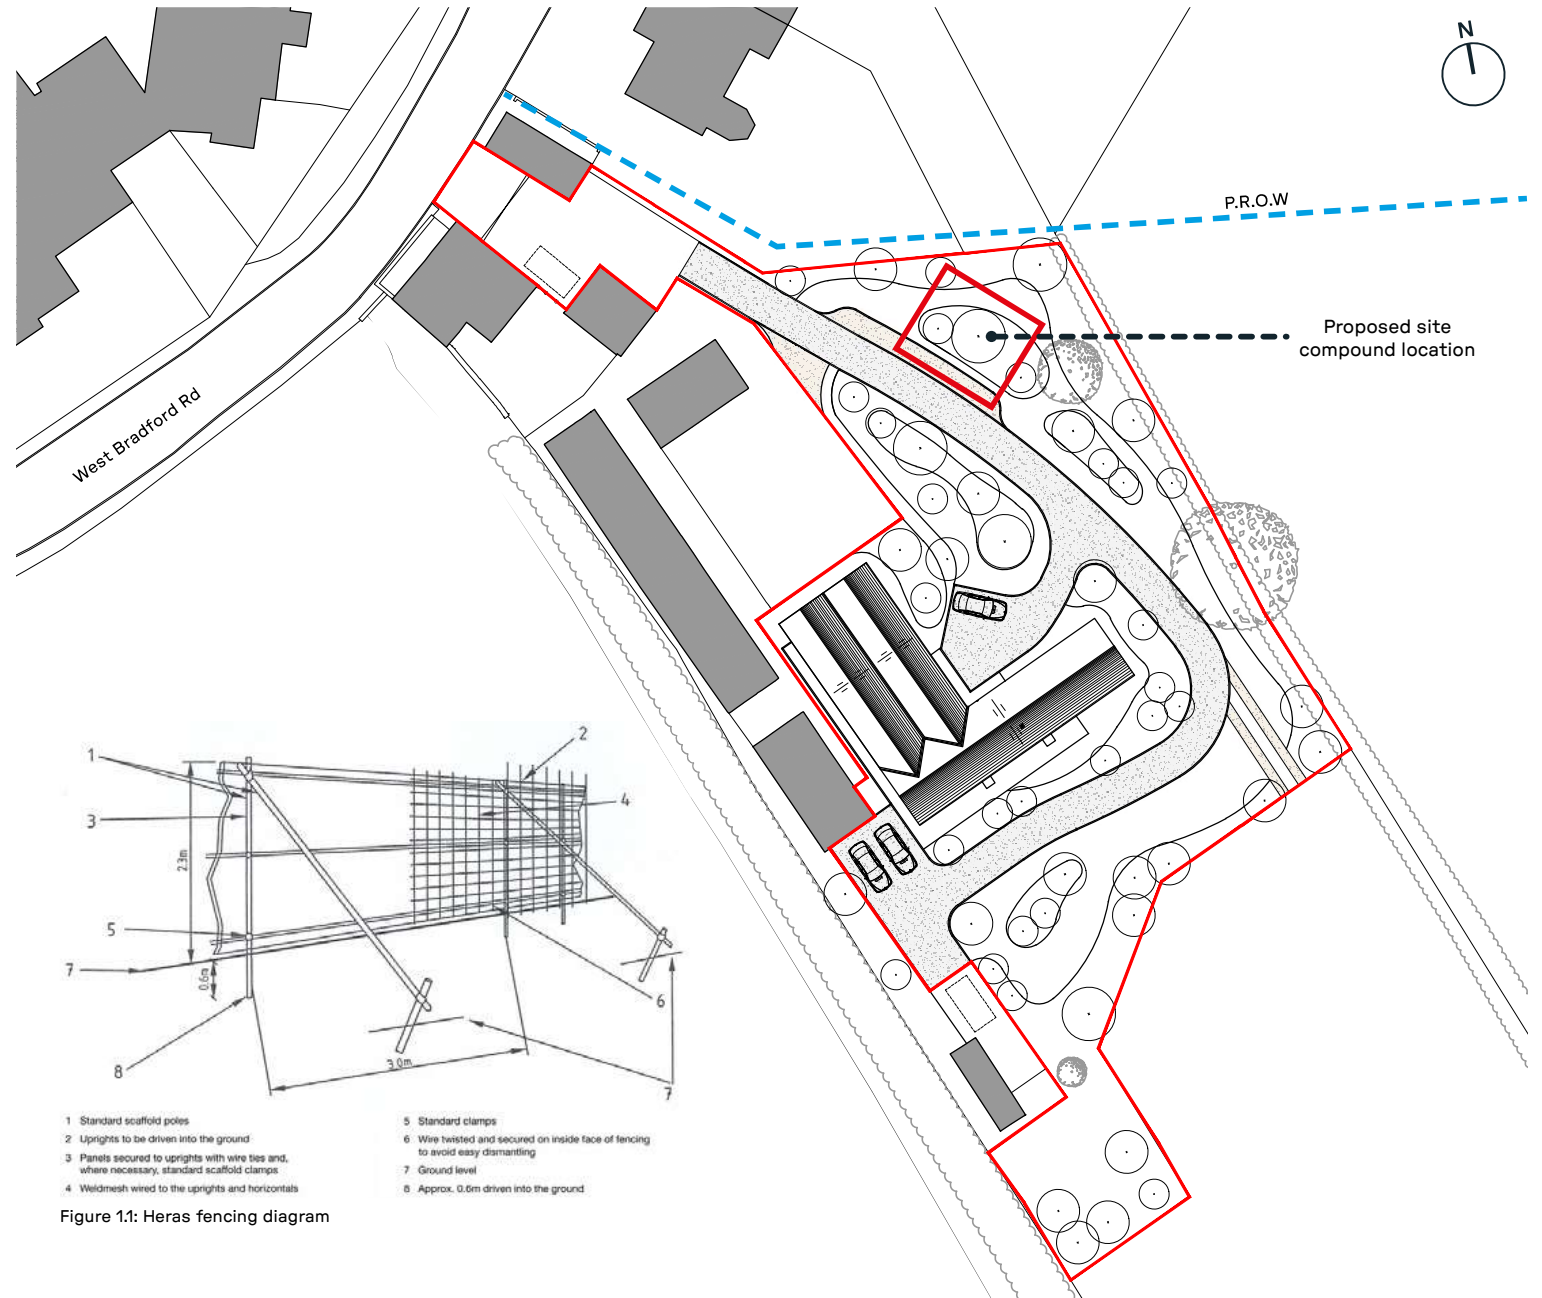 N
P.R.O.W
Proposed site
compound location
West Bradford Rd
1
2
3
4
2.3m
5
7
0.6m
6
8
3.0m
7
1 Standard scaffold poles
2 Uprights to be driven into the ground
3 Panels secured to uprights with wire ties and,
where necessary, standard scaffold clamps
4 Weldmesh wired to the uprights and horizontals
5 Standard clamps
6 Wire twisted and secured on inside face of fencing
to avoid easy dismantling
7 Ground level
8 Approx. 0.6m driven into the ground
Figure 1.1: Heras fencing diagram